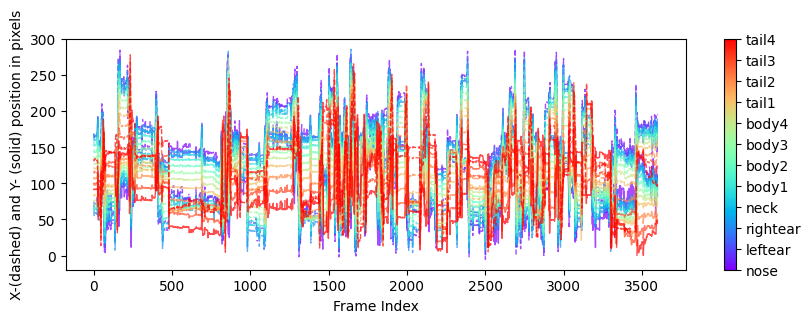 X-(dashed) and Y- (solid) position in pixels
300
250
200
150
100
50
0
0 500 1000 1500 2000 2500 3000 3500
Frame Index
tail4
tail3
tail2
tail1
body4
body3
body2
body1
neck
rightear
leftear
nose